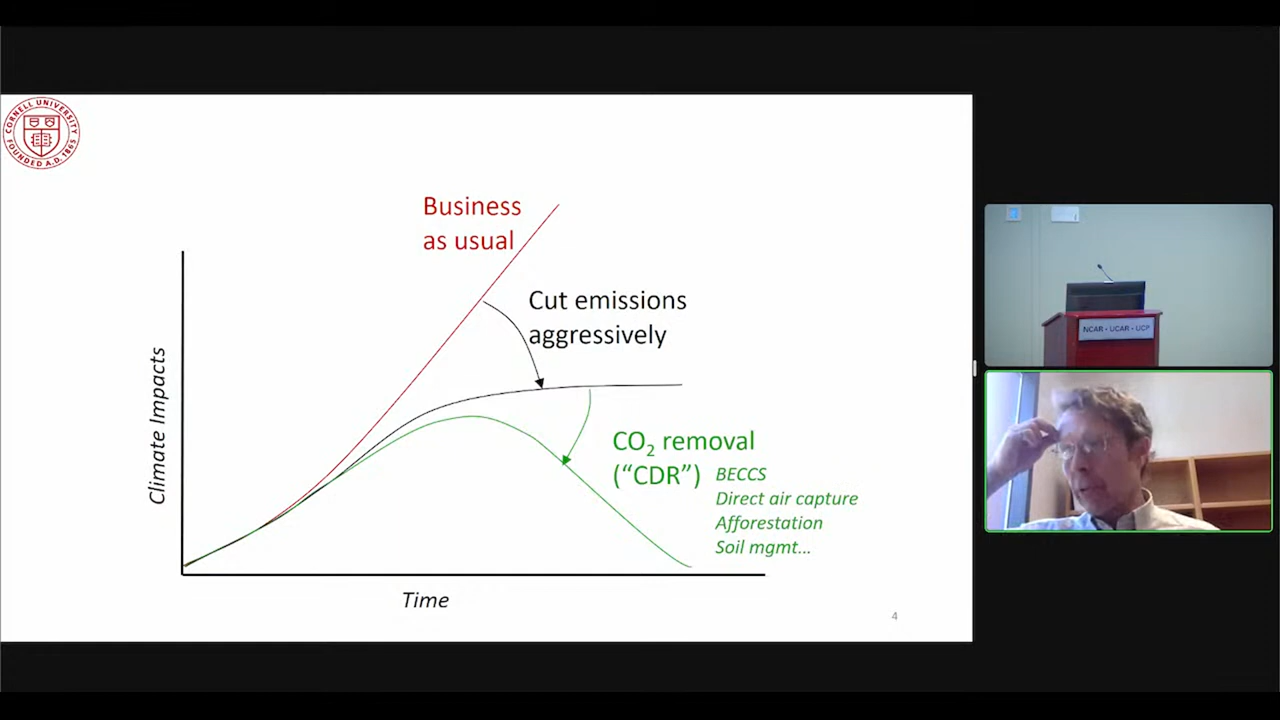 CORNELL UNIVERSITY
FOUNDED A.D. 1865
Business
as usual
Cut emissions
aggressively
CO₂ removal
("CDR")
BECCS
Direct air capture
Afforestation
Soil mgmt...
Climate Impacts
Time
4
NCAR • UCAR • UCP